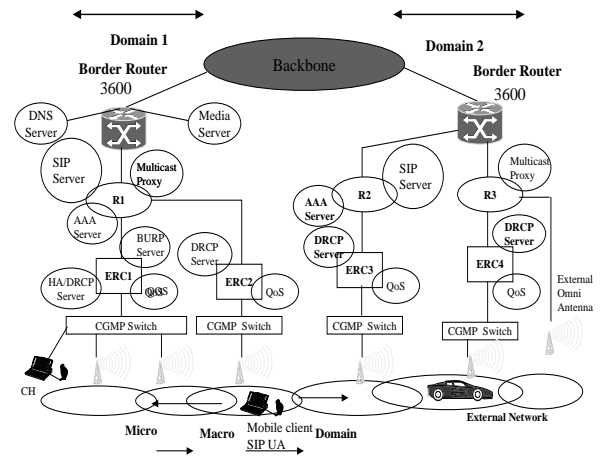 Domain 1
Domain 2
Backbone
Border Router
3600
Border Router
3600
DNS
Server
Media
Server
SIP
Server
Multicast
Proxy
R1
AAA
Server
BURP
Server
HA/DRCP
Server
ERC1
QoS
DRCP
Server
ERC2
QoS
SIP
Server
R2
AAA
Server
DRCP
Server
ERC3
QoS
Multicast
Proxy
R3
DRCP
Server
ERC4
QoS
External
Omni
Antenna
CGMP Switch
CGMP Switch
CGMP Switch
CGMP Switch
CH
Micro
Macro
Mobile client
SIP UA
Domain
External Network